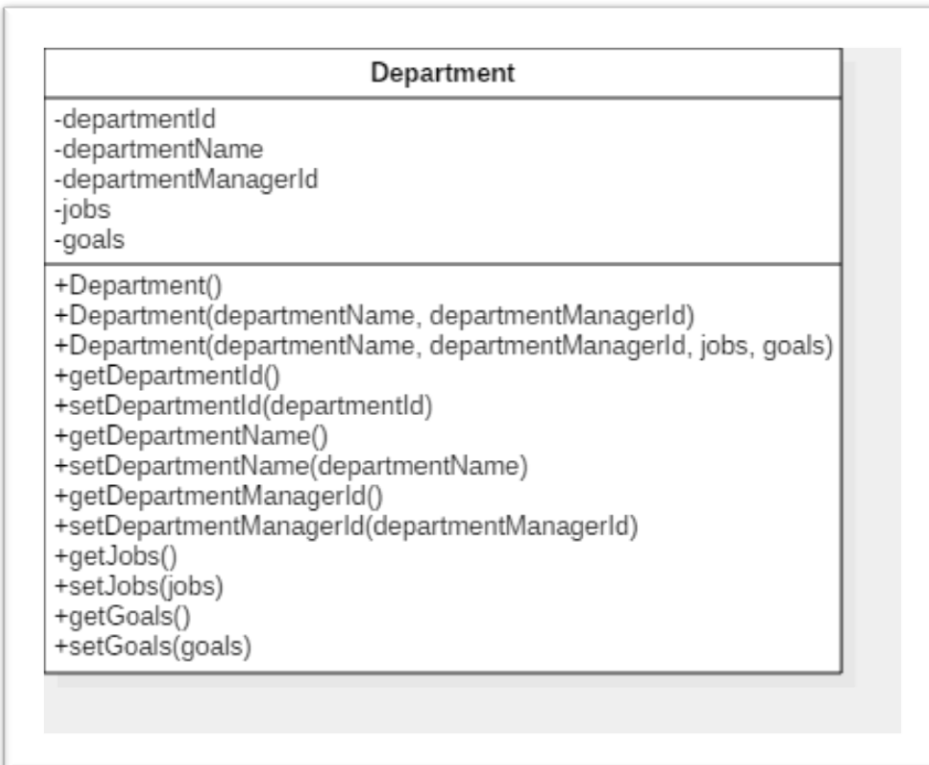 Department
-departmentId
-departmentName
-departmentManagerId
-jobs
-goals
+Department()
+Department(departmentName, departmentManagerId)
+Department(departmentName, departmentManagerId, jobs, goals)
+getDepartmentId()
+setDepartmentId(departmentId)
+getDepartmentName()
+setDepartmentName(departmentName)
+getDepartmentManagerId()
+setDepartmentManagerId(departmentManagerId)
+getJobs()
+setJobs(jobs)
+getGoals()
+setGoals(goals)